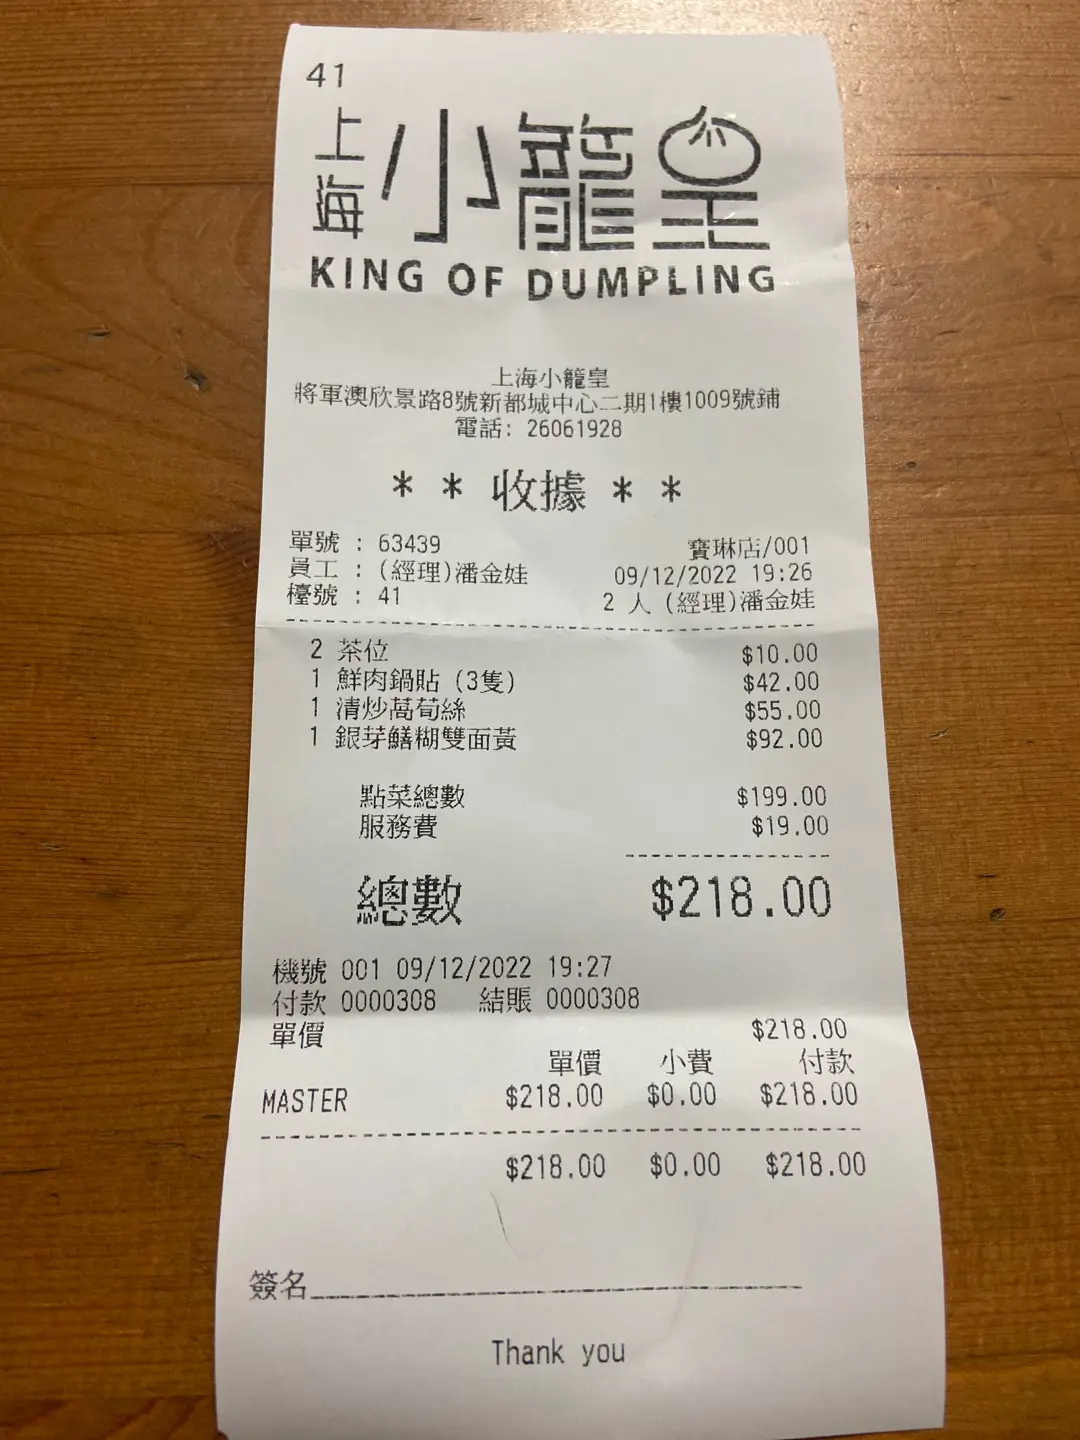 41
上海 小籠皇
KING OF DUMPLING
上海小籠皇
將軍澳欣景路8號新都城中心二期1樓1009號鋪
電話: 26061928
* * 收據 * *
單號 : 63439 寶琳店/001
員工 : (經理)潘金娃 09/12/2022 19:26
檯號 : 41 2 人 (經理)潘金娃
2 茶位 $10.00
1 鮮肉鍋貼 (3隻) $42.00
1 清炒萵荀絲 $55.00
1 銀芽鱔糊雙面黃 $92.00
點菜總數 $199.00
服務費 $19.00
總數 $218.00
機號 001 09/12/2022 19:27
付款 0000308 結賬 0000308
單價 $218.00
單價 小費 付款
MASTER $218.00 $0.00 $218.00
$218.00 $0.00 $218.00
簽名
Thank you